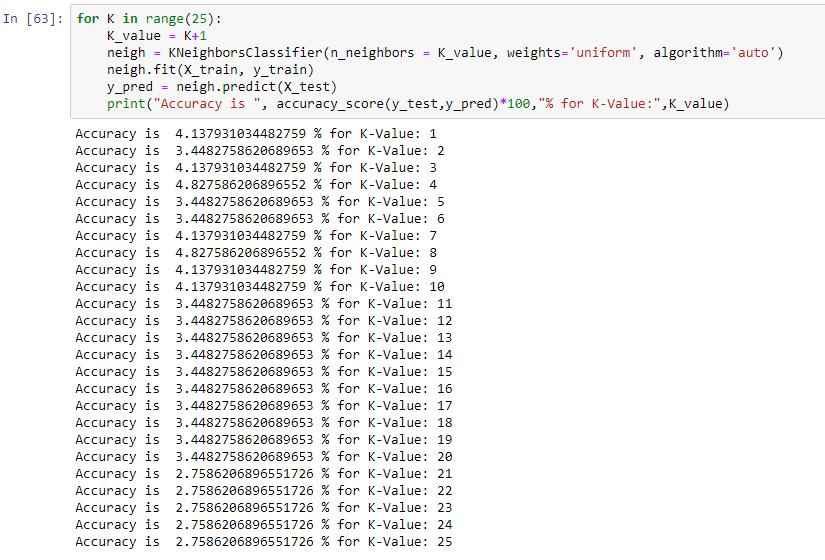 In [63]: for K in range(25):
    K_value = K+1
    neigh = KNeighborsClassifier(n_neighbors = K_value, weights='uniform', algorithm='auto')
    neigh.fit(X_train, y_train)
    y_pred = neigh.predict(X_test)
    print("Accuracy is ", accuracy_score(y_test,y_pred)*100,"% for K-Value:",K_value)
Accuracy is  4.137931034482759 % for K-Value: 1
Accuracy is  3.4482758620689653 % for K-Value: 2
Accuracy is  4.137931034482759 % for K-Value: 3
Accuracy is  4.827586206896552 % for K-Value: 4
Accuracy is  3.4482758620689653 % for K-Value: 5
Accuracy is  3.4482758620689653 % for K-Value: 6
Accuracy is  4.137931034482759 % for K-Value: 7
Accuracy is  4.827586206896552 % for K-Value: 8
Accuracy is  4.137931034482759 % for K-Value: 9
Accuracy is  4.137931034482759 % for K-Value: 10
Accuracy is  3.4482758620689653 % for K-Value: 11
Accuracy is  3.4482758620689653 % for K-Value: 12
Accuracy is  3.4482758620689653 % for K-Value: 13
Accuracy is  3.4482758620689653 % for K-Value: 14
Accuracy is  3.4482758620689653 % for K-Value: 15
Accuracy is  3.4482758620689653 % for K-Value: 16
Accuracy is  3.4482758620689653 % for K-Value: 17
Accuracy is  3.4482758620689653 % for K-Value: 18
Accuracy is  3.4482758620689653 % for K-Value: 19
Accuracy is  3.4482758620689653 % for K-Value: 20
Accuracy is  2.7586206896551726 % for K-Value: 21
Accuracy is  2.7586206896551726 % for K-Value: 22
Accuracy is  2.7586206896551726 % for K-Value: 23
Accuracy is  2.7586206896551726 % for K-Value: 24
Accuracy is  2.7586206896551726 % for K-Value: 25